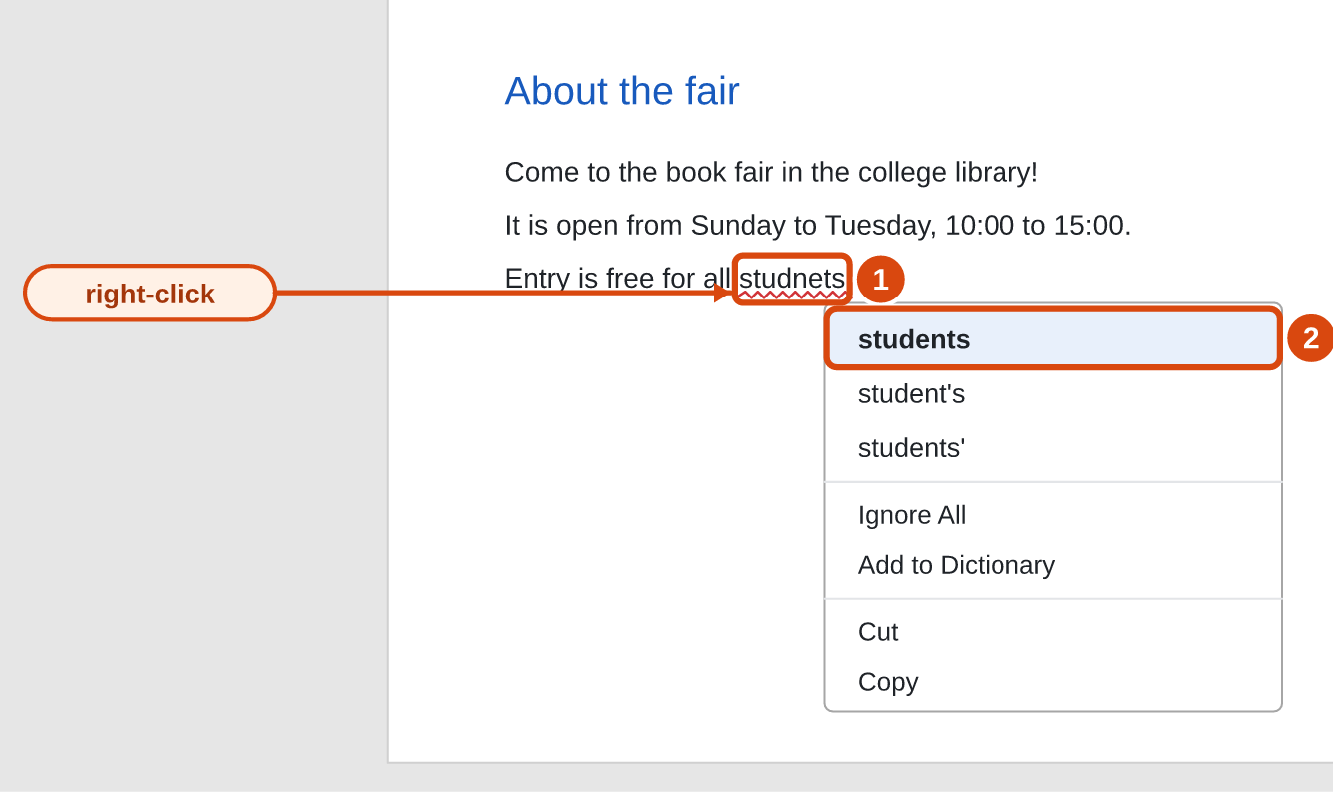 About the fair
Come to the book fair in the college library!
It is open from Sunday to Tuesday, 10:00 to 15:00.
Entry is free for all studnets 1
right-click
students 2
student's
students'
Ignore All
Add to Dictionary
Cut
Copy